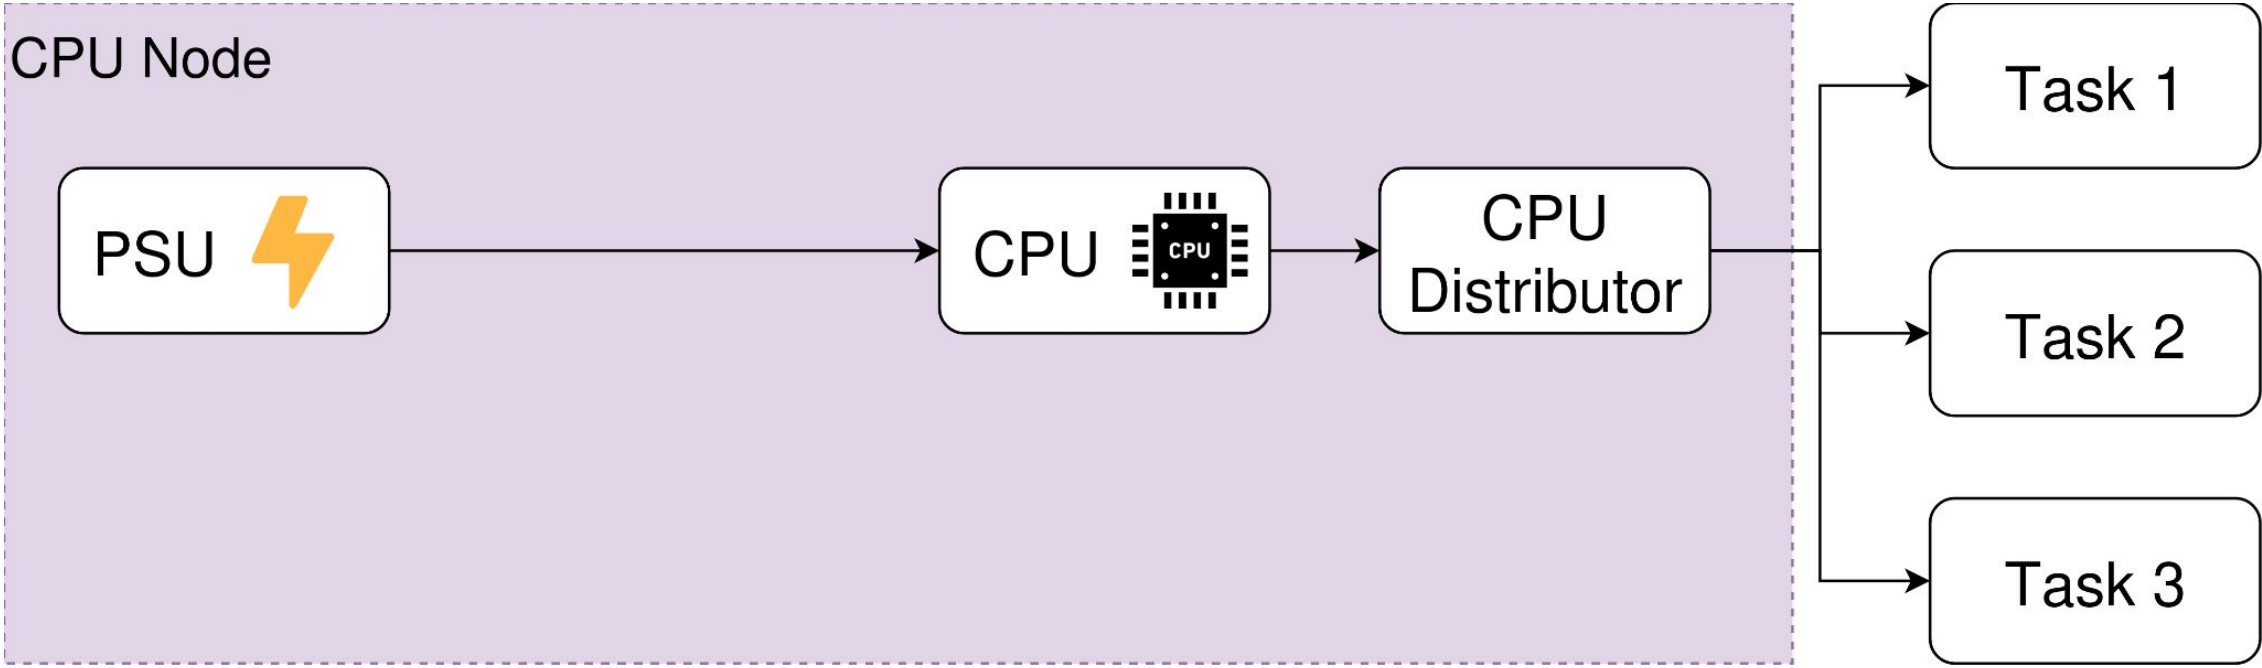 CPU Node
PSU
CPU
CPU
CPU
Distributor
Task 1
Task 2
Task 3